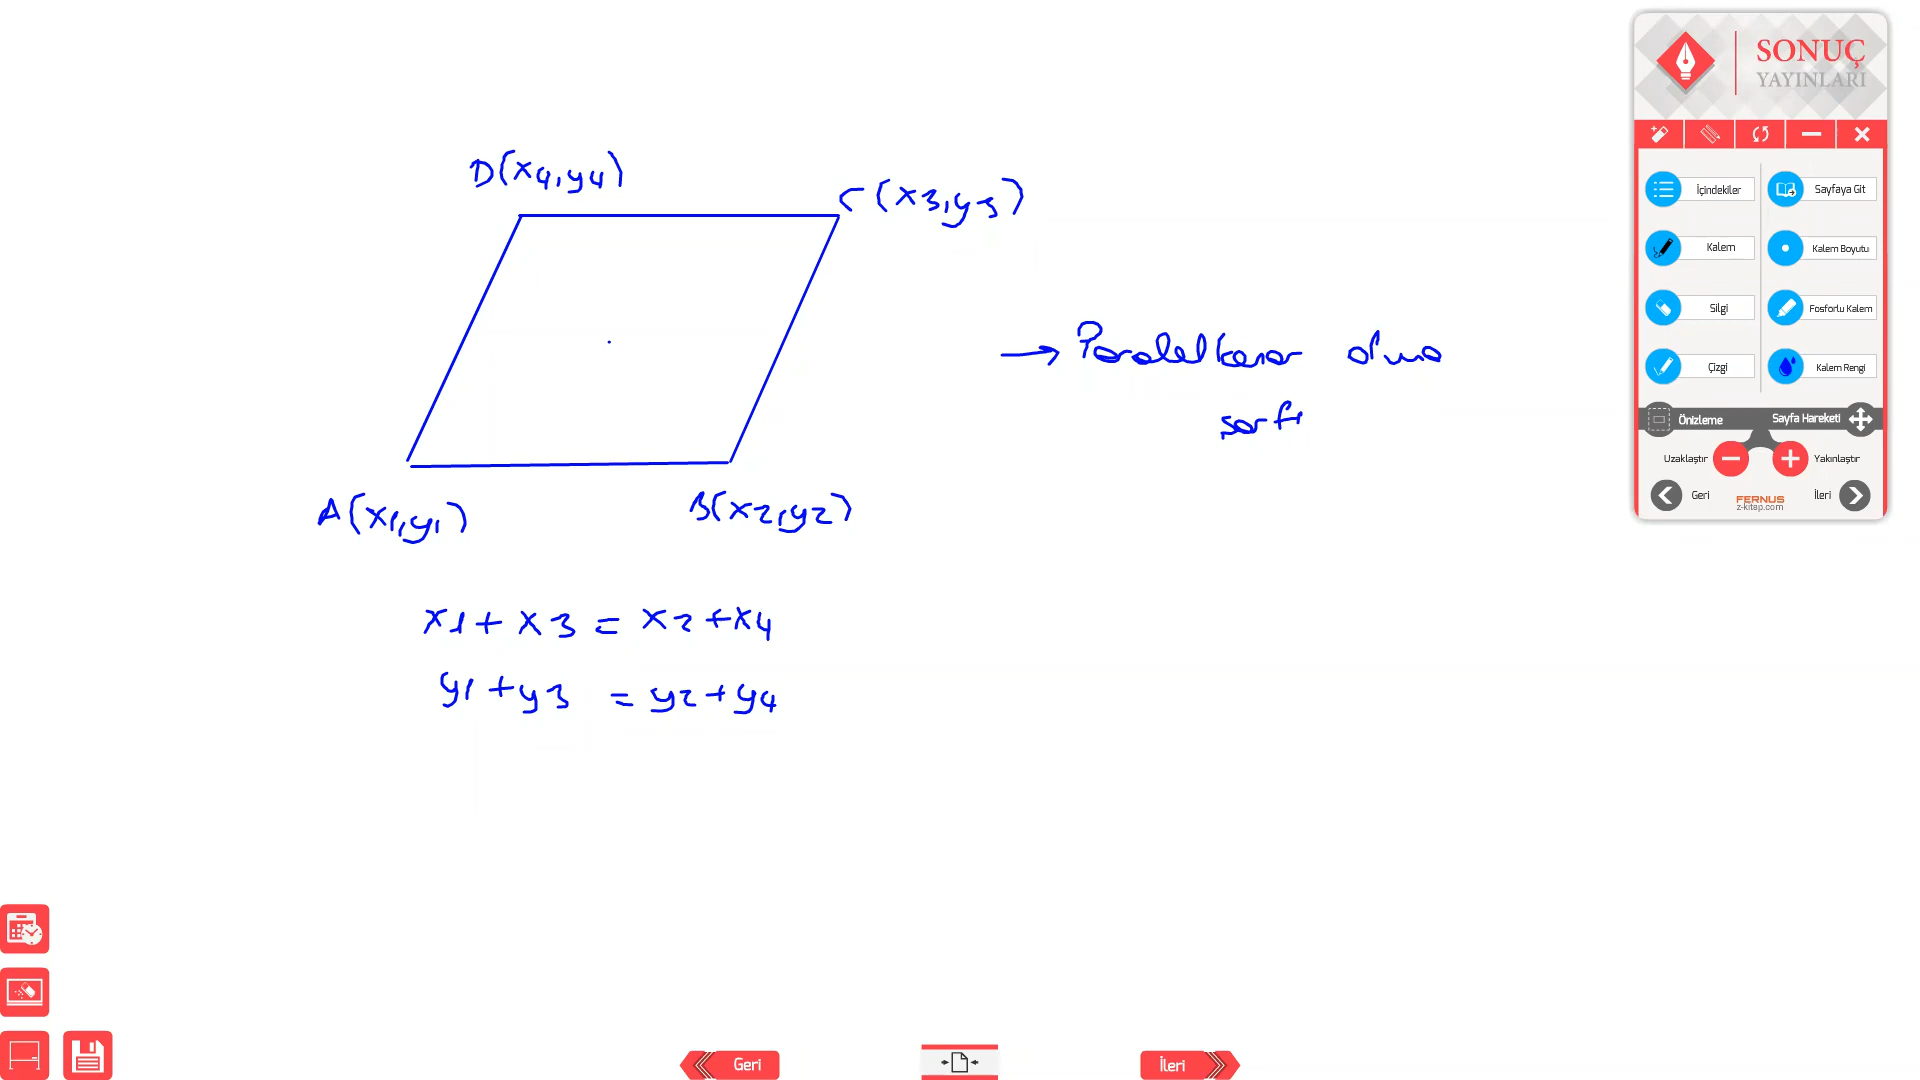 D(x4,y4)
C(x3,y3)
→ Paralelkenar olma
şartı
A(x1,y1)
B(x2,y2)
x1+x3=x2+x4
y1+y3=y2+y4
SONUÇ
YAYINLARI
İçindekiler
Sayfaya Git
Kalem
Kalem Boyutu
Silgi
Fosforlu Kalem
Çizgi
Kalem Rengi
Önizleme
Sayfa Hareketi
Uzaklaştır
Yakınlaştır
Geri
FERNUS
z-kitap.com
İleri
Geri
İleri